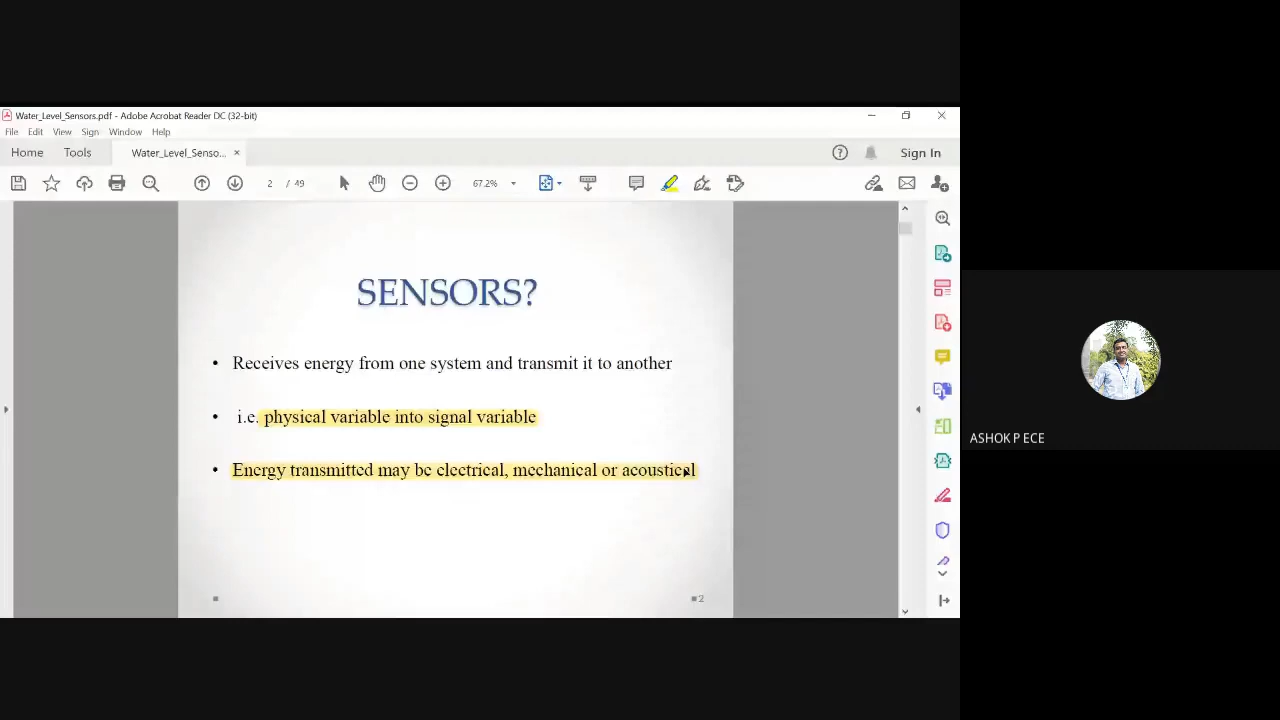 Water_Level_Sensors.pdf - Adobe Acrobat Reader DC (32-bit)
File Edit View Sign Window Help
Home Tools Water_Level_Senso... × Sign In
2 / 49 67.2%
SENSORS?
• Receives energy from one system and transmit it to another
• i.e. physical variable into signal variable
• Energy transmitted may be electrical, mechanical or acoustical
2
ASHOK P ECE